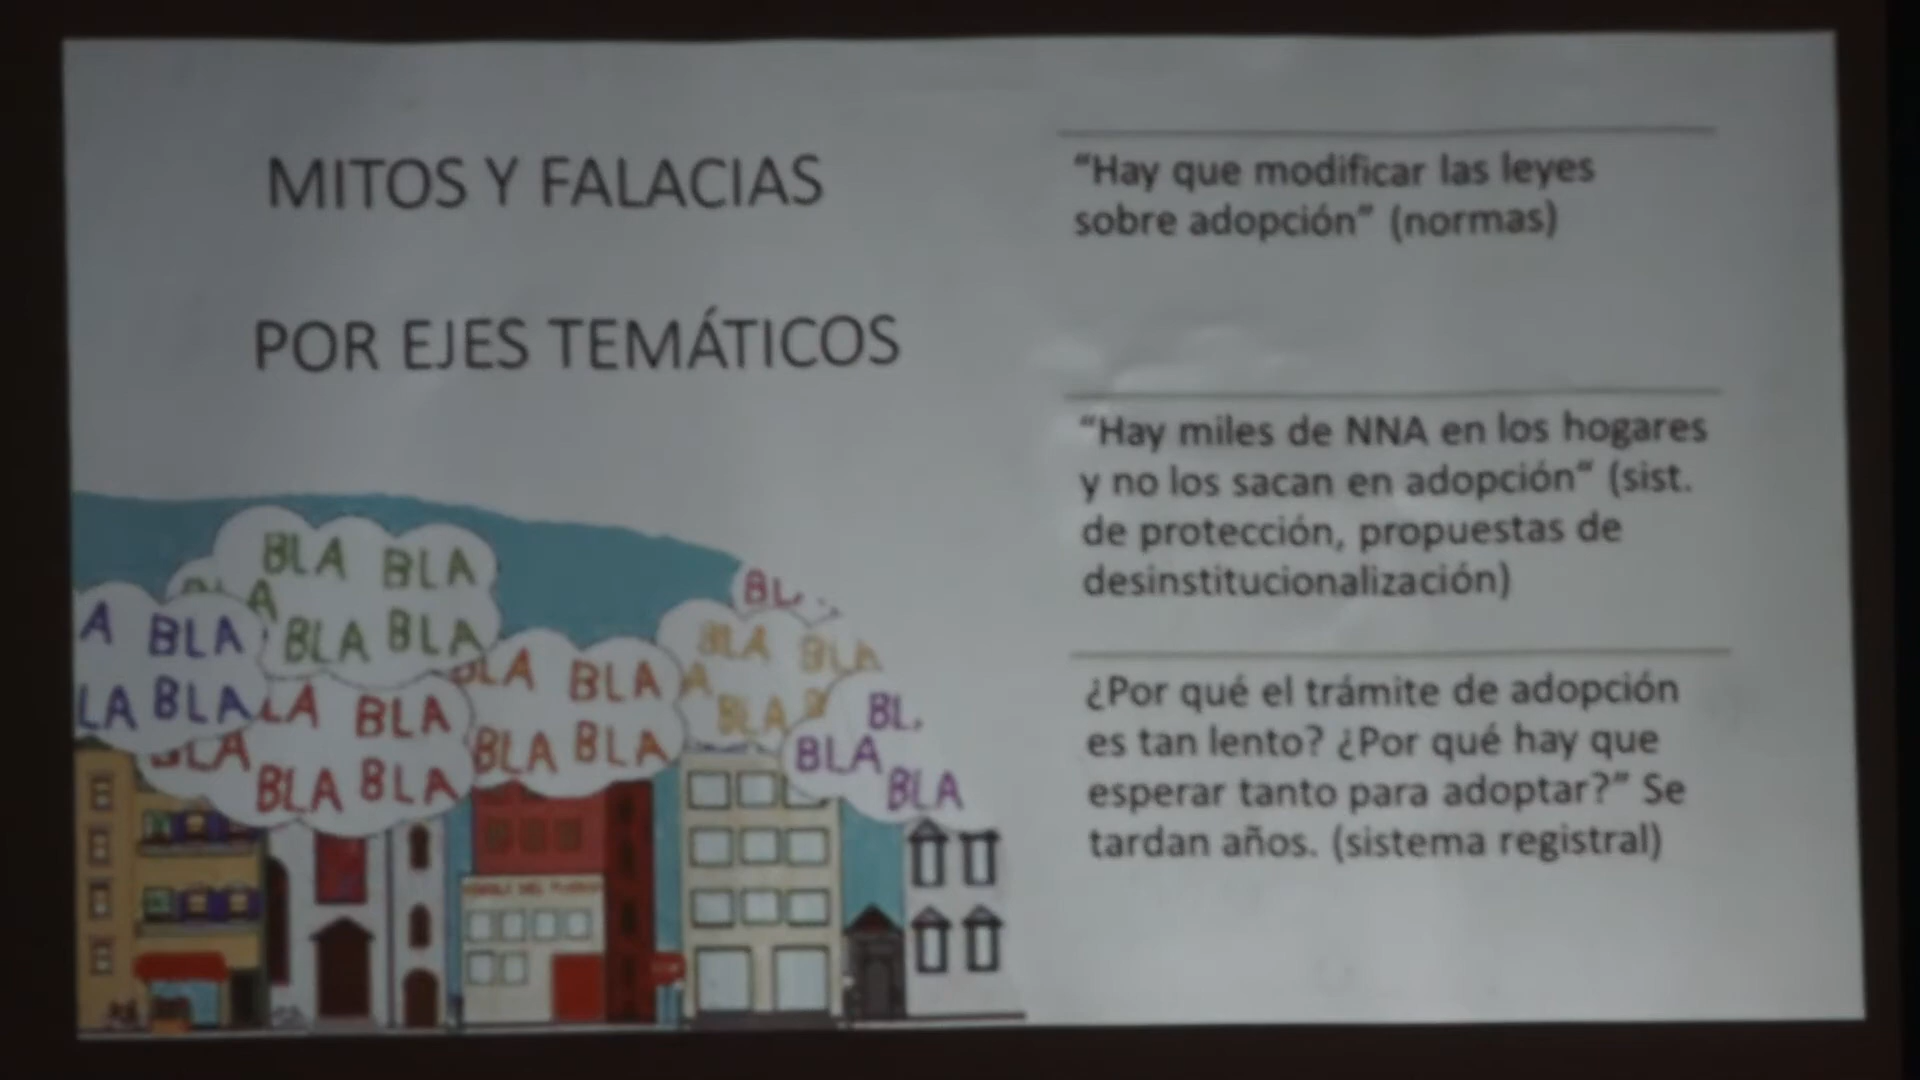 MITOS Y FALACIAS
POR EJES TEMÁTICOS
“Hay que modificar las leyes
sobre adopción” (normas)
“Hay miles de NNA en los hogares
y no los sacan en adopción“ (sist.
de protección, propuestas de
desinstitucionalización)
¿Por qué el trámite de adopción
es tan lento? ¿Por qué hay que
esperar tanto para adoptar?” Se
tardan años. (sistema registral)
BLA BLA
BLA BLA
A BLA
LA BLA
LA BLA
BLA BLA
BLA
BLA BLA
BLA
BLA
BLA
BLA